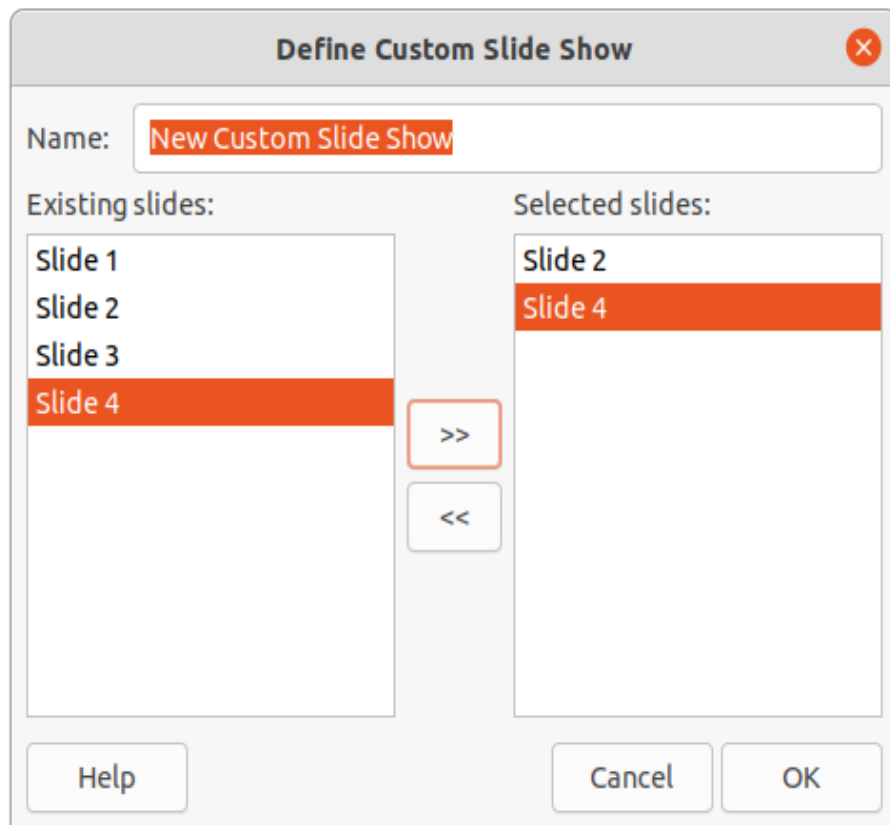 Define Custom Slide Show
Name: New Custom Slide Show
Existing slides:
Slide 1
Slide 2
Slide 3
Slide 4
>>
<<
Selected slides:
Slide 2
Slide 4
Help
Cancel
OK